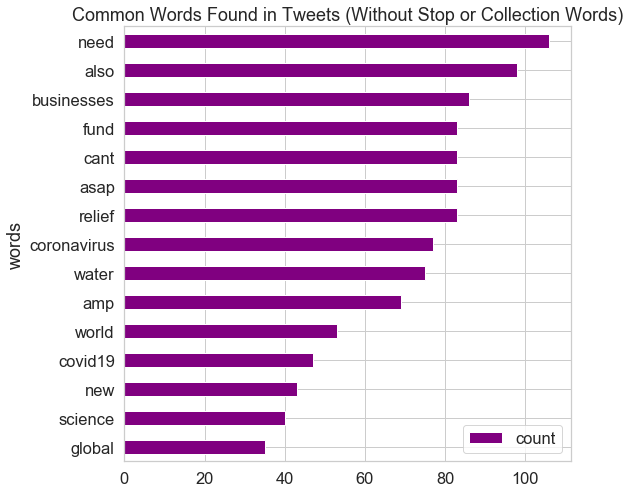 Common Words Found in Tweets (Without Stop or Collection Words)
words
need
also
businesses
fund
cant
asap
relief
coronavirus
water
amp
world
covid19
new
science
global
count
0 20 40 60 80 100